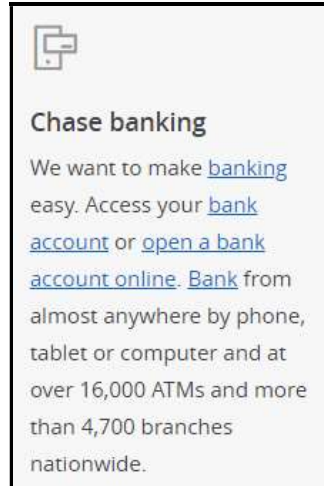 Chase banking
We want to make banking
easy. Access your bank
account or open a bank
account online. Bank from
almost anywhere by phone,
tablet or computer and at
over 16,000 ATMs and more
than 4,700 branches
nationwide.